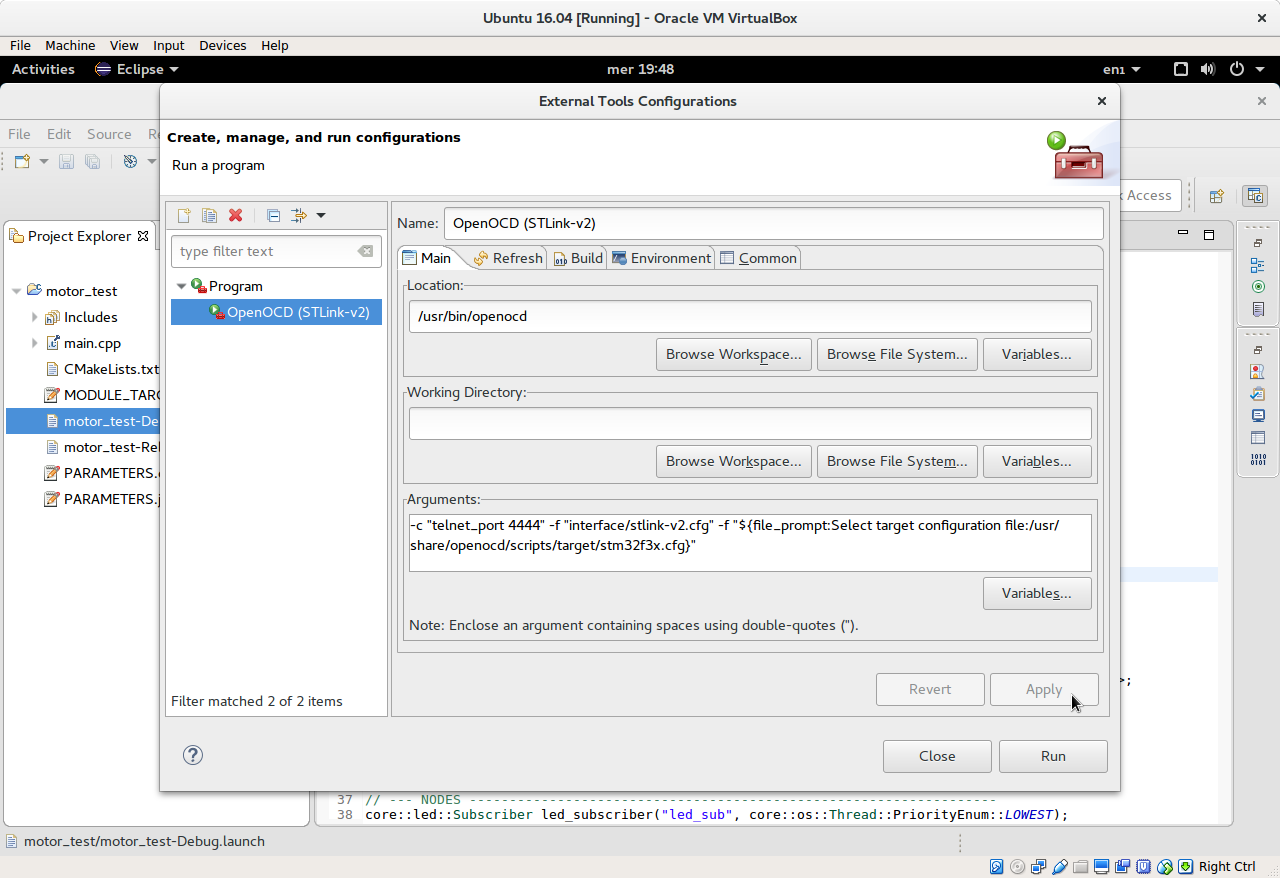 Ubuntu 16.04 [Running] - Oracle VM VirtualBox
File Machine View Input Devices Help
Activities Eclipse mer 19:48 en1
External Tools Configurations
File Edit Source
Create, manage, and run configurations
Run a program
Access
Project Explorer
motor_test
Includes
main.cpp
CMakeLists.txt
MODULE_TARG
motor_test-De
motor_test-Rel
PARAMETERS.
PARAMETERS.j
type filter text
Program
OpenOCD (STLink-v2)
Filter matched 2 of 2 items
Name: OpenOCD (STLink-v2)
Main Refresh Build Environment Common
Location:
/usr/bin/openocd
Browse Workspace... Browse File System... Variables...
Working Directory:
Browse Workspace... Browse File System... Variables...
Arguments:
-c "telnet_port 4444" -f "interface/stlink-v2.cfg" -f "${file_prompt:Select target configuration file:/usr/
share/openocd/scripts/target/stm32f3x.cfg}"
Variables...
Note: Enclose an argument containing spaces using double-quotes (").
>;
Revert Apply
Close Run
37 // --- NODES ------------------------------------------------------------------
38 core::led::Subscriber led_subscriber("led_sub", core::os::Thread::PriorityEnum::LOWEST);
motor_test/motor_test-Debug.launch
Right Ctrl